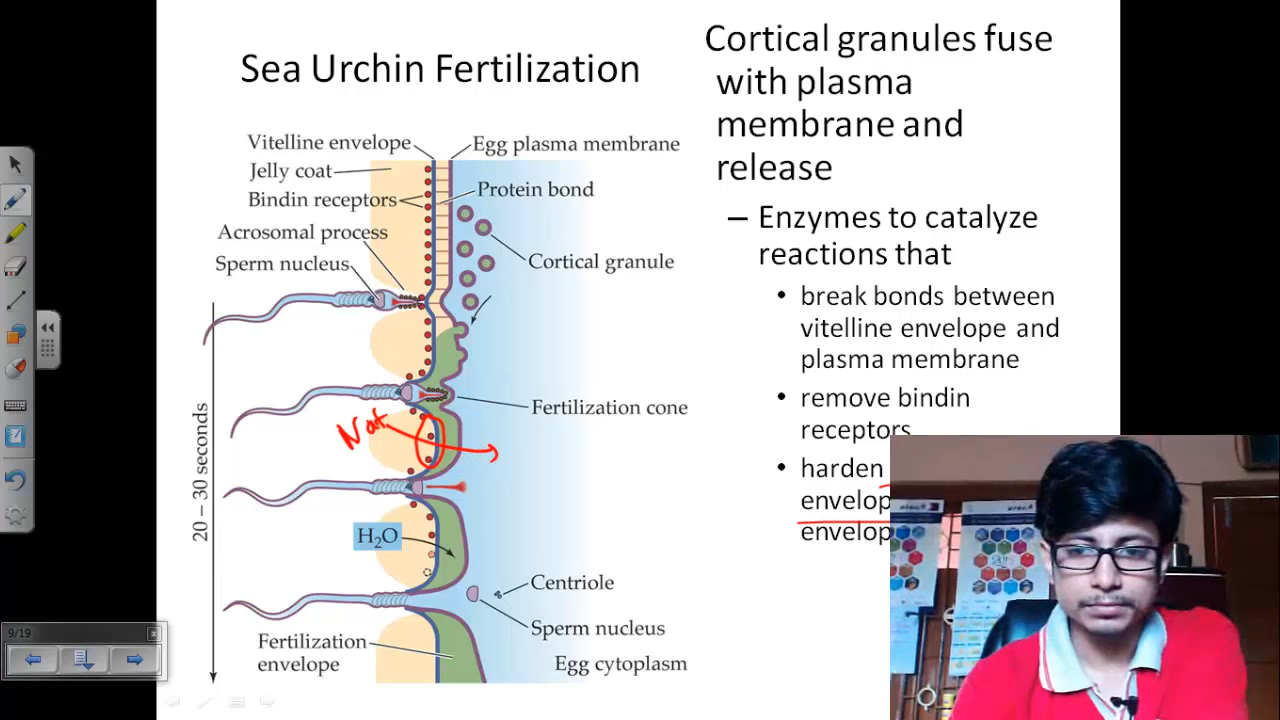 Sea Urchin Fertilization
Vitelline envelope
Egg plasma membrane
Jelly coat
Protein bond
Bindin receptors
Acrosomal process
Sperm nucleus
Cortical granule
Fertilization cone
20 – 30 seconds
H₂O
Centriole
Sperm nucleus
Fertilization
envelope
Egg cytoplasm
Cortical granules fuse
with plasma
membrane and
release
– Enzymes to catalyze
reactions that
• break bonds between
vitelline envelope and
plasma membrane
• remove bindin
receptors
• harden
envelop
envelop
9/19